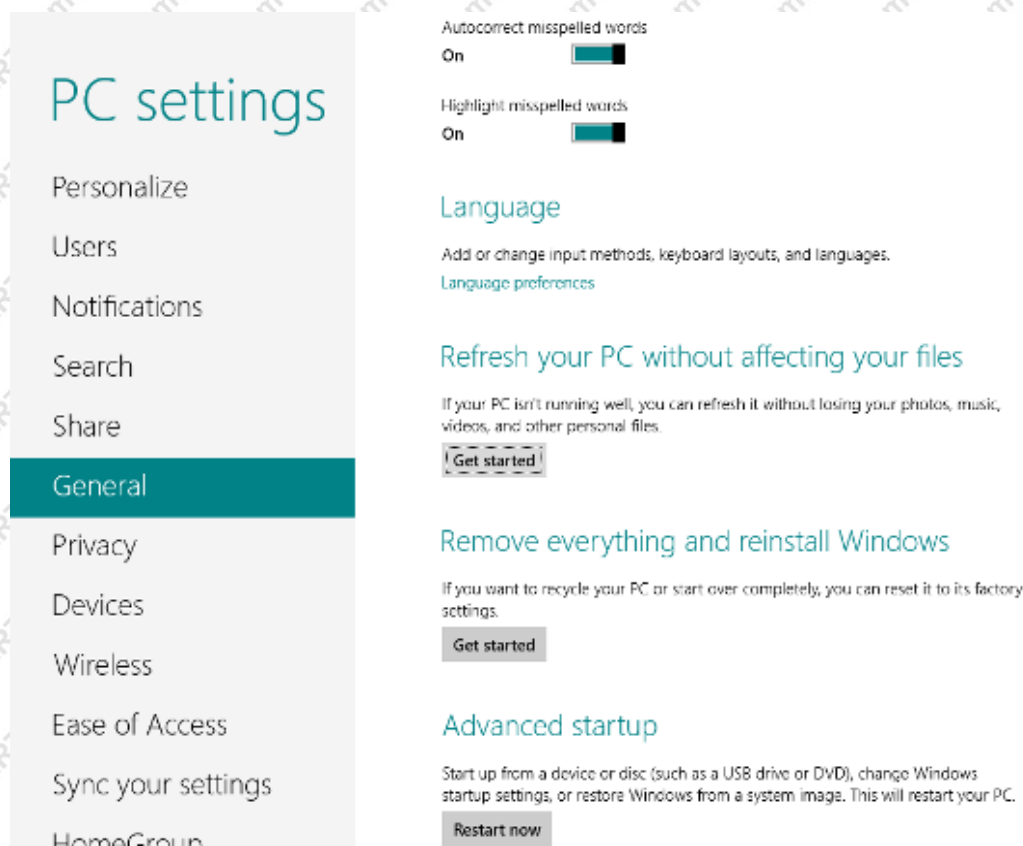 PC settings
Personalize
Users
Notifications
Search
Share
General
Privacy
Devices
Wireless
Ease of Access
Sync your settings
HomeGroup
Autocorrect misspelled words
On
Highlight misspelled words
On
Language
Add or change input methods, keyboard layouts, and languages.
Language preferences
Refresh your PC without affecting your files
If your PC isn't running well, you can refresh it without losing your photos, music,
videos, and other personal files.
Get started
Remove everything and reinstall Windows
If you want to recycle your PC or start over completely, you can reset it to its factory
settings.
Get started
Advanced startup
Start up from a device or disc (such as a USB drive or DVD), change Windows
startup settings, or restore Windows from a system image. This will restart your PC.
Restart now